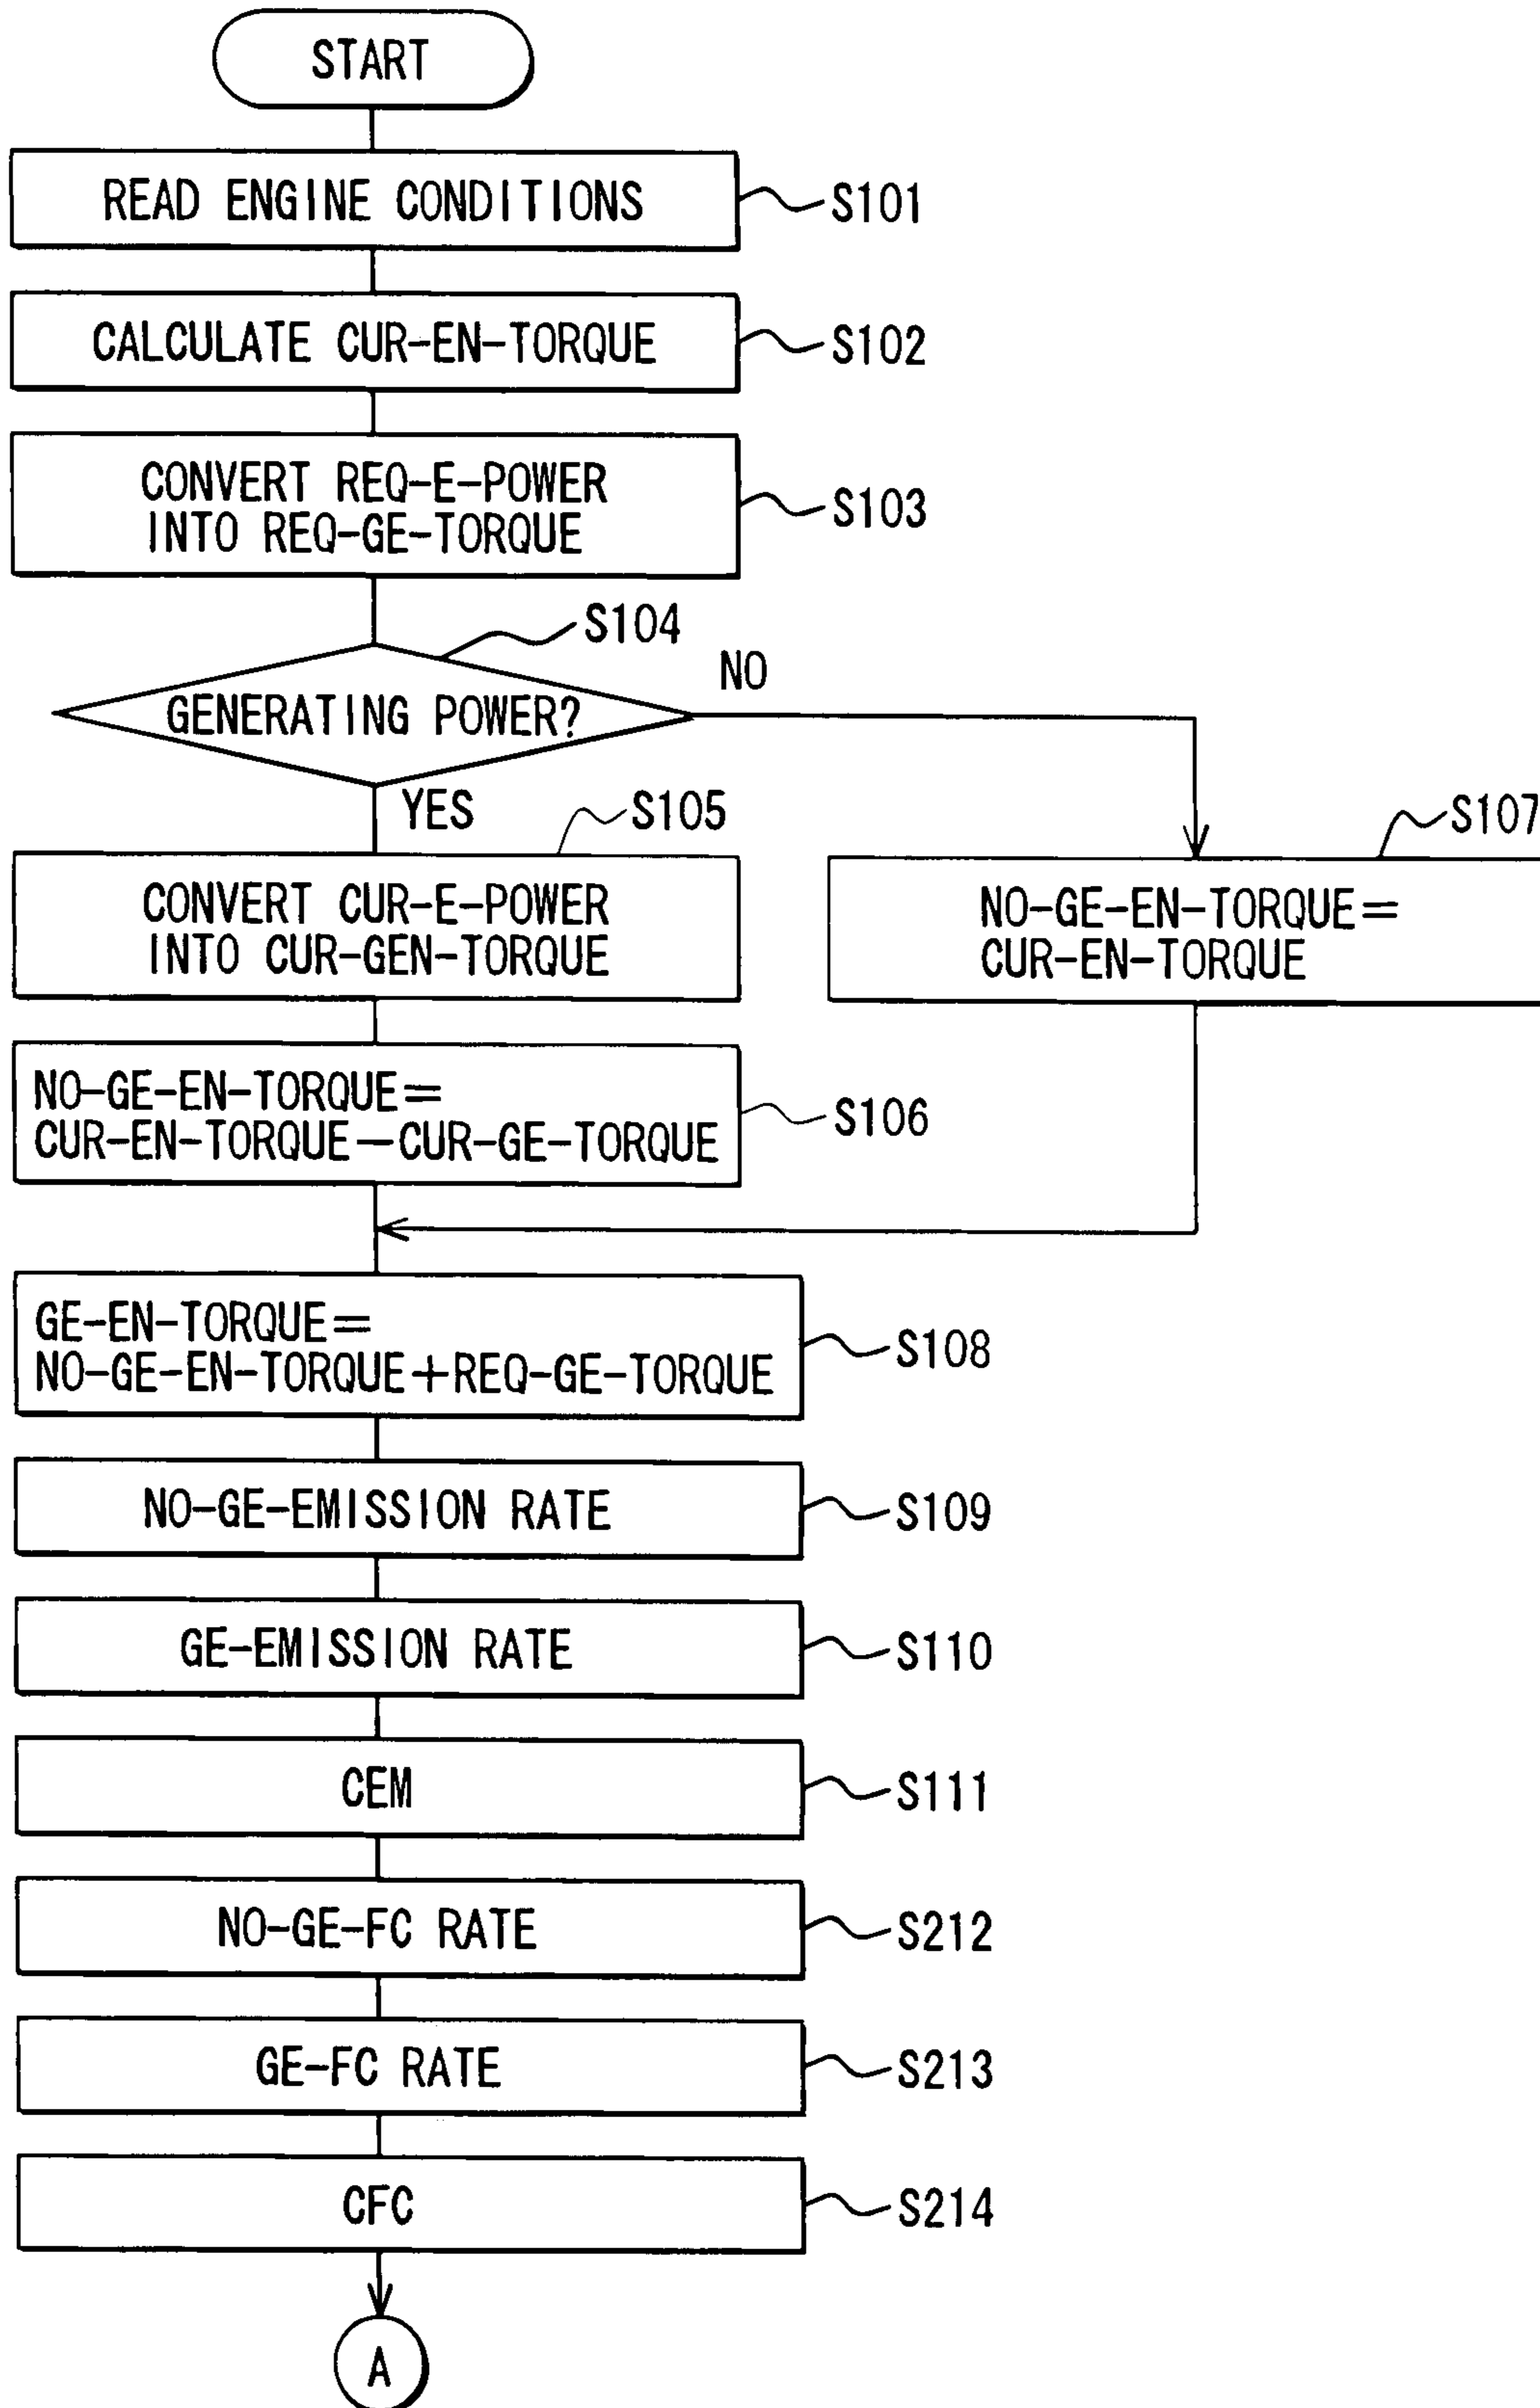 START
READ ENGINE CONDITIONS
S101
CALCULATE CUR-EN-TORQUE
S102
CONVERT REQ-E-POWER
INTO REQ-GE-TORQUE
S103
S104
GENERATING POWER?
NO
YES
S105
CONVERT CUR-E-POWER
INTO CUR-GEN-TORQUE
S107
NO-GE-EN-TORQUE=
CUR-EN-TORQUE
NO-GE-EN-TORQUE=
CUR-EN-TORQUE-CUR-GE-TORQUE
S106
GE-EN-TORQUE=
NO-GE-EN-TORQUE+REQ-GE-TORQUE
S108
NO-GE-EMISSION RATE
S109
GE-EMISSION RATE
S110
CEM
S111
NO-GE-FC RATE
S212
GE-FC RATE
S213
CFC
S214
A